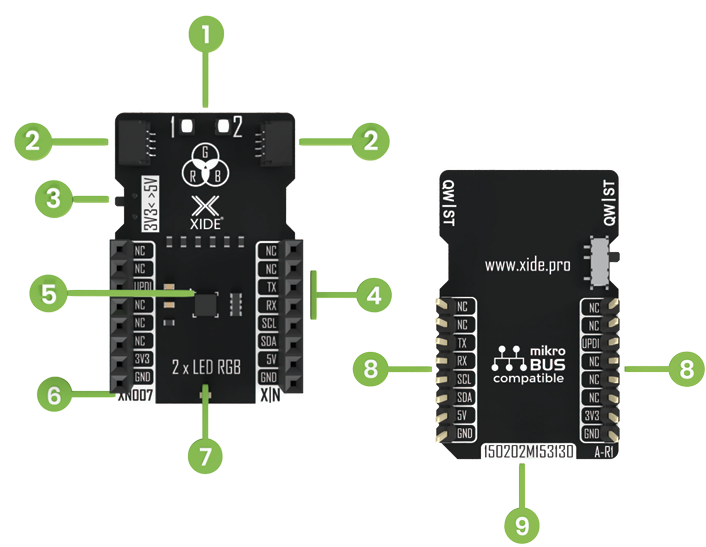 1
2
2
1
2
G
R
B
3
3V3< >5V
XIDE
QW|ST
QW|ST
www.xide.pro
NC
NC
UPDI
NC
NC
NC
3V3
GND
NC
NC
TX
RX
SCL
SDA
5V
GND
5
4
2 x LED RGB
6
XN007
X|N
7
NC
NC
TX
RX
SCL
SDA
5V
GND
NC
NC
UPDI
NC
NC
NC
3V3
GND
8
8
mikro
BUS
compatible
150202M153130
A-R1
9